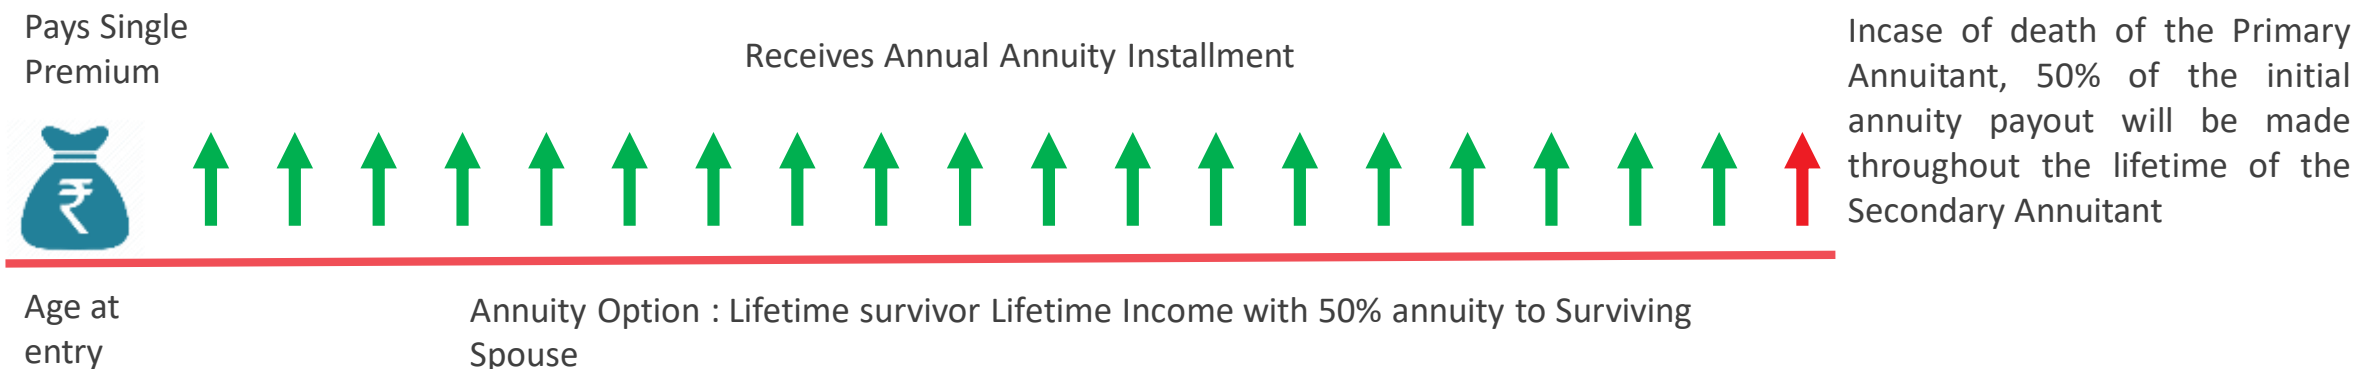 Pays Single
Premium
Receives Annual Annuity Installment
Incase of death of the Primary
Annuitant, 50% of the initial
annuity payout will be made
throughout the lifetime of the
Secondary Annuitant
₹
Age at
entry
Annuity Option : Lifetime survivor Lifetime Income with 50% annuity to Surviving
Spouse